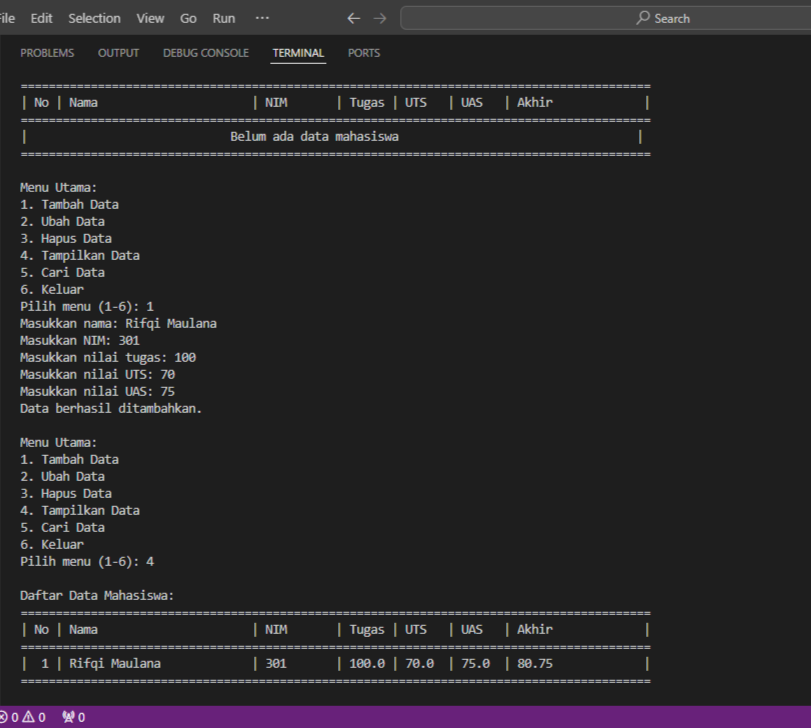 File Edit Selection View Go Run ··· ← → Search
PROBLEMS OUTPUT DEBUG CONSOLE TERMINAL PORTS
==========================================================================================
| No | Nama                          | NIM       | Tugas | UTS   | UAS   | Akhir             |
==========================================================================================
|                             Belum ada data mahasiswa                                  |
==========================================================================================
Menu Utama:
1. Tambah Data
2. Ubah Data
3. Hapus Data
4. Tampilkan Data
5. Cari Data
6. Keluar
Pilih menu (1-6): 1
Masukkan nama: Rifqi Maulana
Masukkan NIM: 301
Masukkan nilai tugas: 100
Masukkan nilai UTS: 70
Masukkan nilai UAS: 75
Data berhasil ditambahkan.
Menu Utama:
1. Tambah Data
2. Ubah Data
3. Hapus Data
4. Tampilkan Data
5. Cari Data
6. Keluar
Pilih menu (1-6): 4
Daftar Data Mahasiswa:
==========================================================================================
| No | Nama                          | NIM       | Tugas | UTS   | UAS   | Akhir             |
==========================================================================================
|  1 | Rifqi Maulana                 | 301       | 100.0 | 70.0  | 75.0  | 80.75             |
==========================================================================================
0 0 0